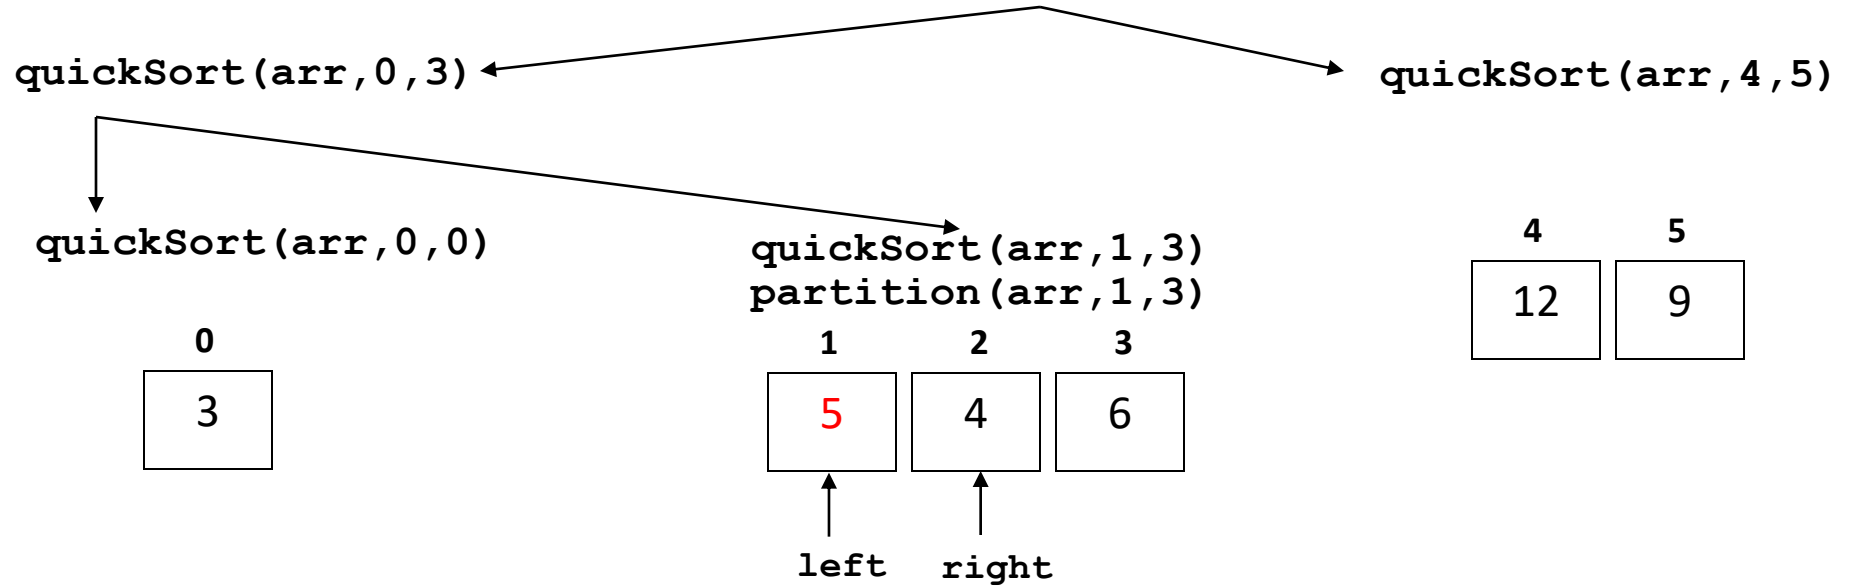 quickSort(arr,0,3)
quickSort(arr,4,5)
quickSort(arr,0,0)
quickSort(arr,1,3)
partition(arr,1,3)
4 5
12 9
0
3
1 2 3
5 4 6
left right